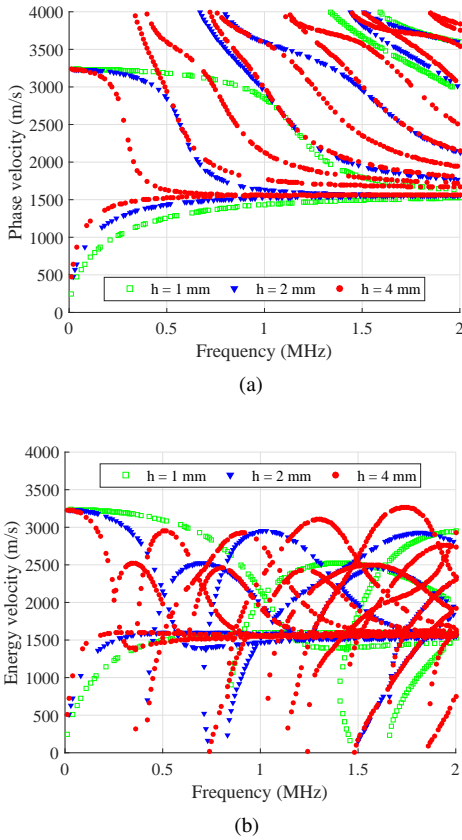 4000
3500
3000
2500
2000
1500
1000
500
0
Phase velocity (m/s)
h = 1 mm h = 2 mm h = 4 mm
0 0.5 1 1.5 2
Frequency (MHz)
(a)
4000
3500
3000
2500
2000
1500
1000
500
0
Energy velocity (m/s)
h = 1 mm h = 2 mm h = 4 mm
0 0.5 1 1.5 2
Frequency (MHz)
(b)